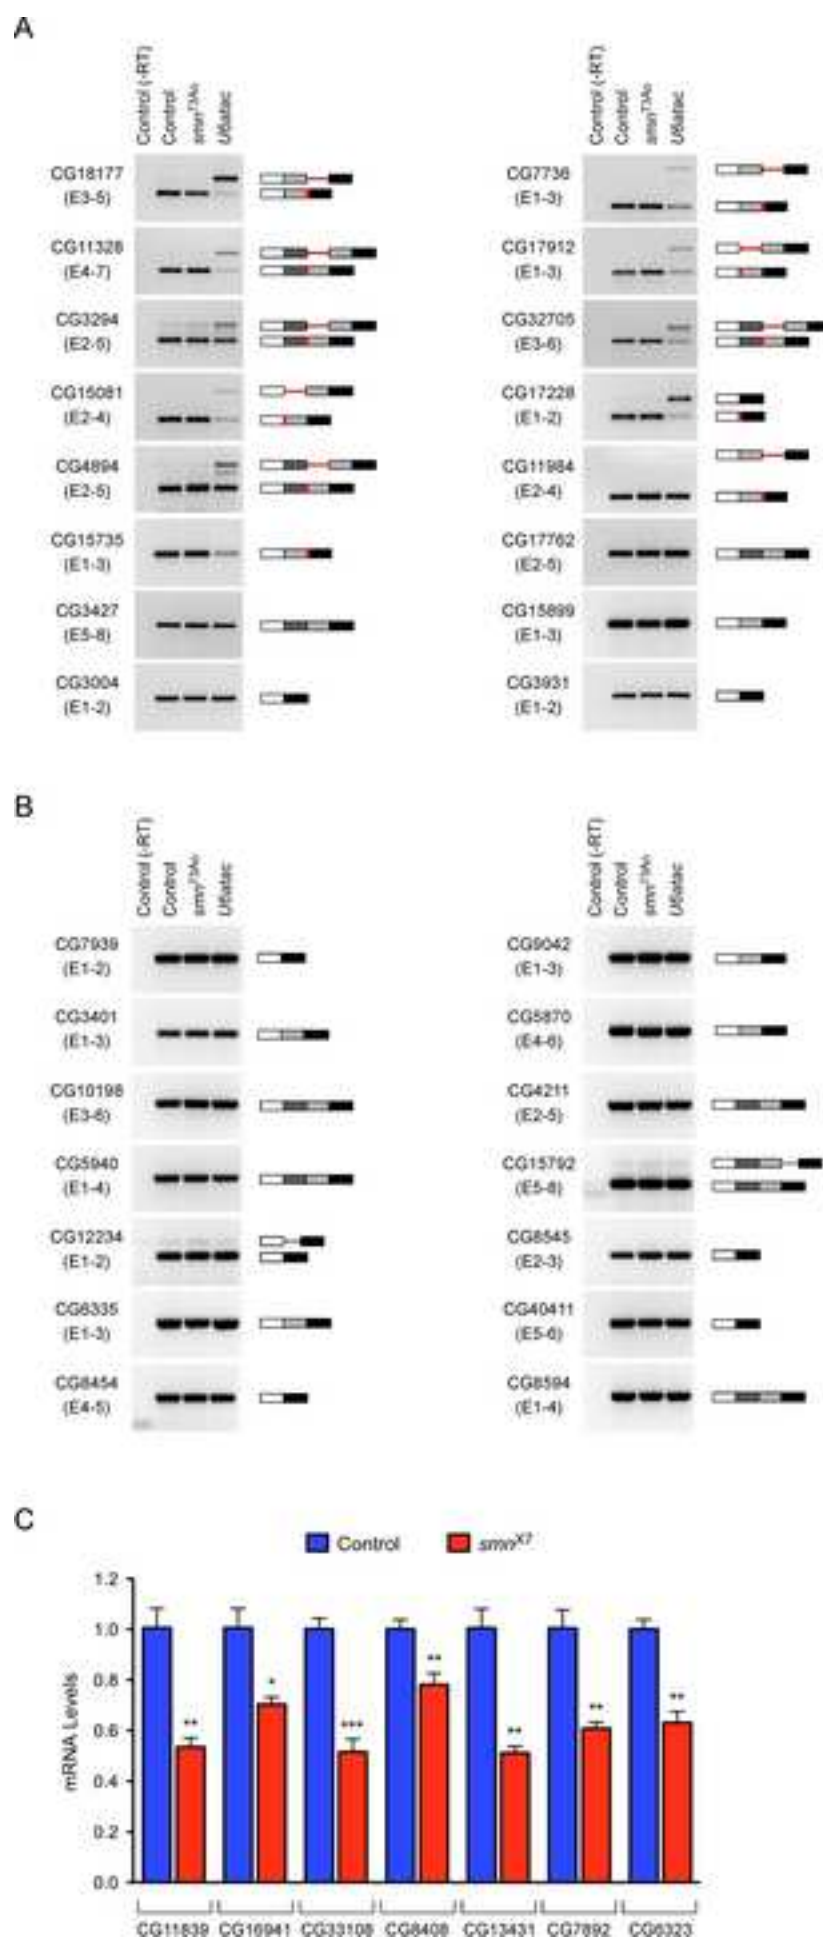 A
Control (-RT)
Control
smn73Ao
U6atac
Control (-RT)
Control
smn73Ao
U6atac
CG18177
(E3-5)
CG11328
(E4-7)
CG3294
(E2-5)
CG15081
(E2-4)
CG4894
(E2-5)
CG15735
(E1-3)
CG3427
(E5-8)
CG3004
(E1-2)
CG7736
(E1-3)
CG17912
(E1-3)
CG32705
(E3-6)
CG17228
(E1-2)
CG11984
(E2-4)
CG17762
(E2-5)
CG15899
(E1-3)
CG3931
(E1-2)
B
Control (-RT)
Control
smn73Ao
U6atac
Control (-RT)
Control
smn73Ao
U6atac
CG7939
(E1-2)
CG3401
(E1-3)
CG10198
(E3-6)
CG5940
(E1-4)
CG12234
(E1-2)
CG6335
(E1-3)
CG8454
(E4-5)
CG9042
(E1-3)
CG5870
(E4-6)
CG4211
(E2-5)
CG15792
(E5-8)
CG8545
(E2-3)
CG40411
(E5-6)
CG8594
(E1-4)
C
Control smnX7
mRNA Levels
1.2
1.0
0.8
0.6
0.4
0.2
0.0
** * *** ** ** ** **
CG11839 CG16941 CG33108 CG8408 CG13431 CG7892 CG6323